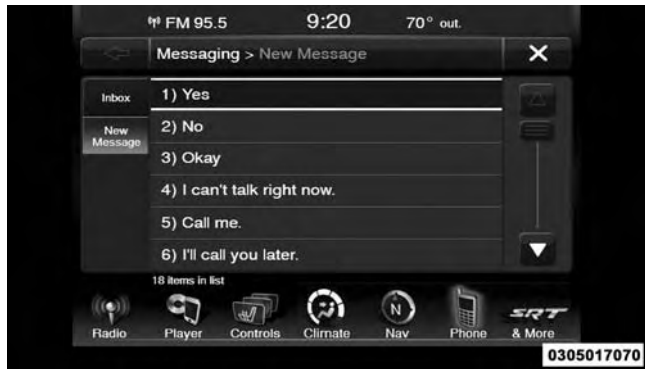 FM 95.5 9:20 70° out.
Messaging > New Message X
Inbox
New
Message
1) Yes
2) No
3) Okay
4) I can't talk right now.
5) Call me.
6) I'll call you later.
18 items in list
N SRT
Radio Player Controls Climate Nav Phone & More
0305017070